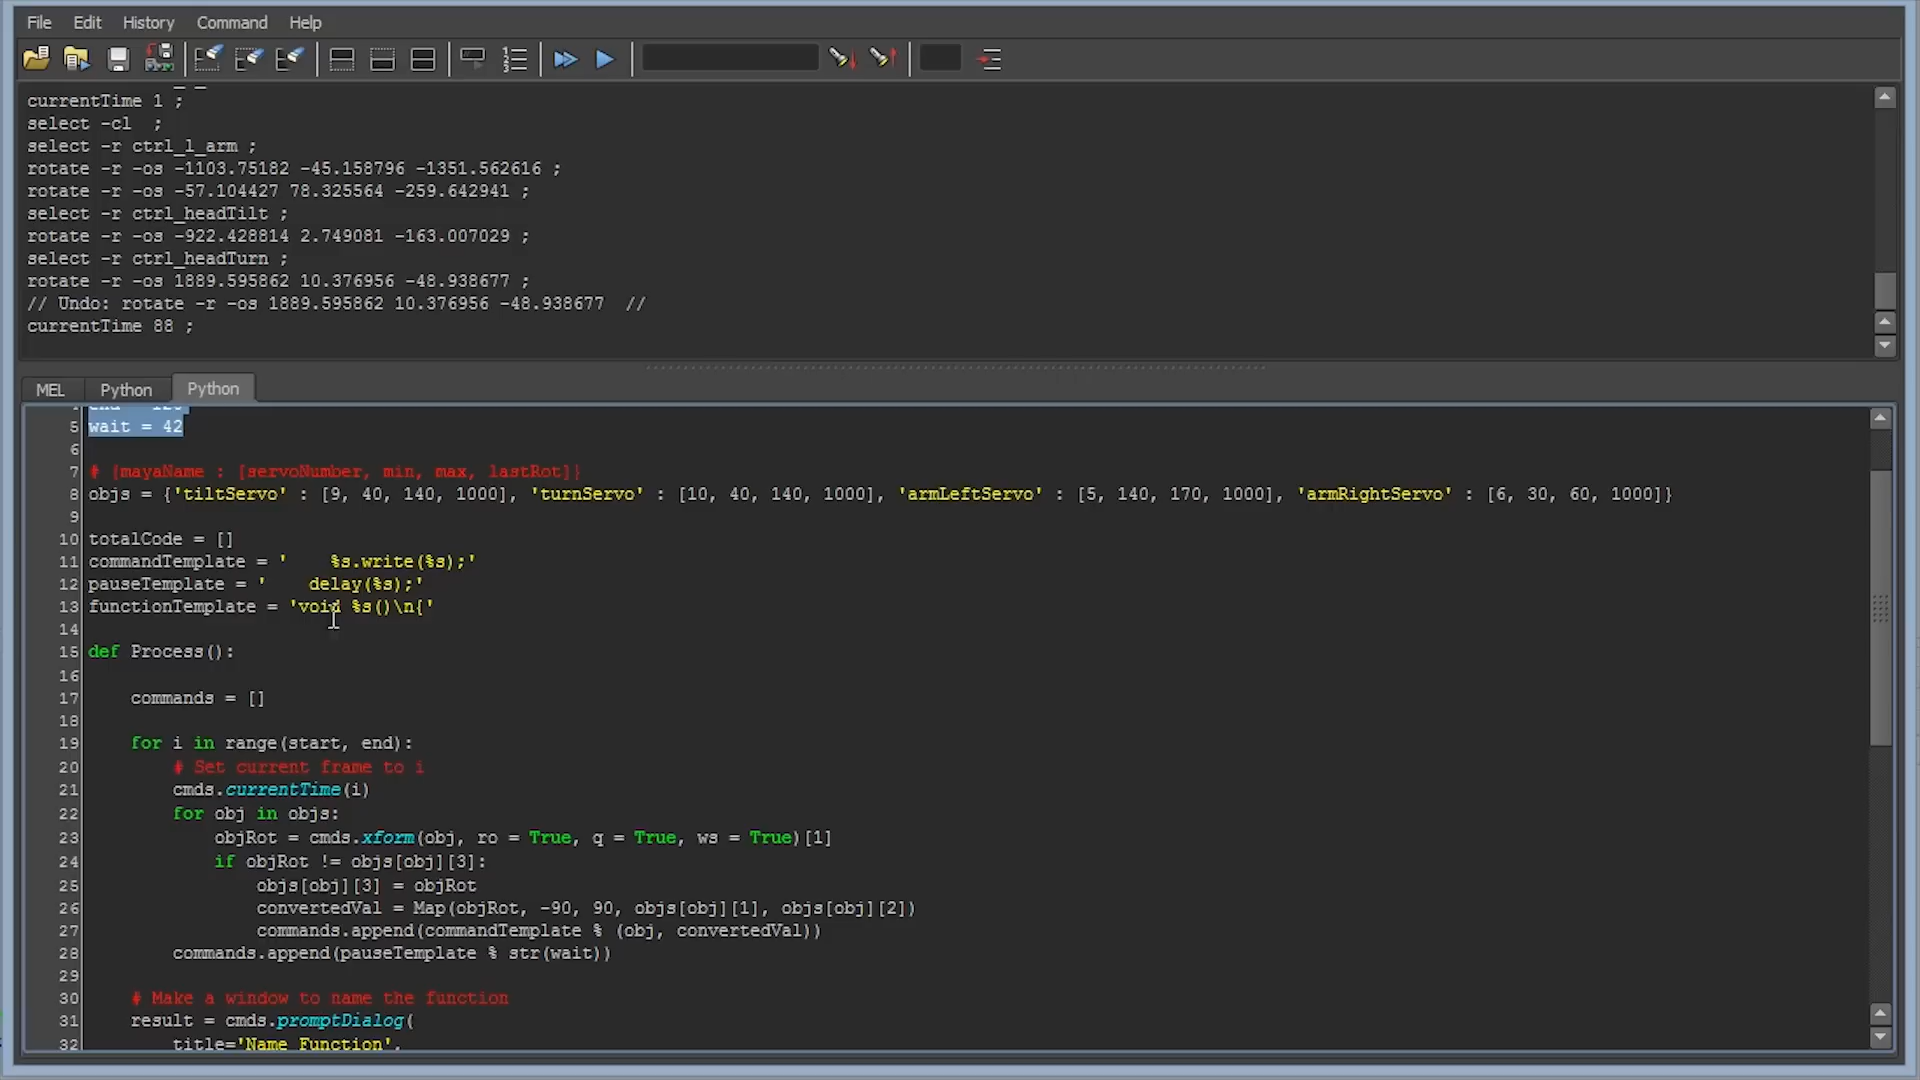 File Edit History Command Help
currentTime 1 ;
select -cl  ;
select -r ctrl_l_arm ;
rotate -r -os -1103.75182 -45.158796 -1351.562616 ;
rotate -r -os -57.104427 78.325564 -259.642941 ;
select -r ctrl_headTilt ;
rotate -r -os -922.428814 2.749081 -163.007029 ;
select -r ctrl_headTurn ;
rotate -r -os 1889.595862 10.376956 -48.938677 ;
// Undo: rotate -r -os 1889.595862 10.376956 -48.938677  //
currentTime 88 ;
MEL Python Python
5 wait = 42
6
7 # {mayaName : [servoNumber, min, max, lastRot]}
8 objs = {'tiltServo' : [9, 40, 140, 1000], 'turnServo' : [10, 40, 140, 1000], 'armLeftServo' : [5, 140, 170, 1000], 'armRightServo' : [6, 30, 60, 1000]}
9
10 totalCode = []
11 commandTemplate = '    %s.write(%s);'
12 pauseTemplate = '    delay(%s);'
13 functionTemplate = 'void %s()\n{'
14
15 def Process():
16
17     commands = []
18
19     for i in range(start, end):
20         # Set current frame to i
21         cmds.currentTime(i)
22         for obj in objs:
23             objRot = cmds.xform(obj, ro = True, q = True, ws = True)[1]
24             if objRot != objs[obj][3]:
25                 objs[obj][3] = objRot
26                 convertedVal = Map(objRot, -90, 90, objs[obj][1], objs[obj][2])
27                 commands.append(commandTemplate % (obj, convertedVal))
28         commands.append(pauseTemplate % str(wait))
29
30     # Make a window to name the function
31     result = cmds.promptDialog(
32         title='Name Function',